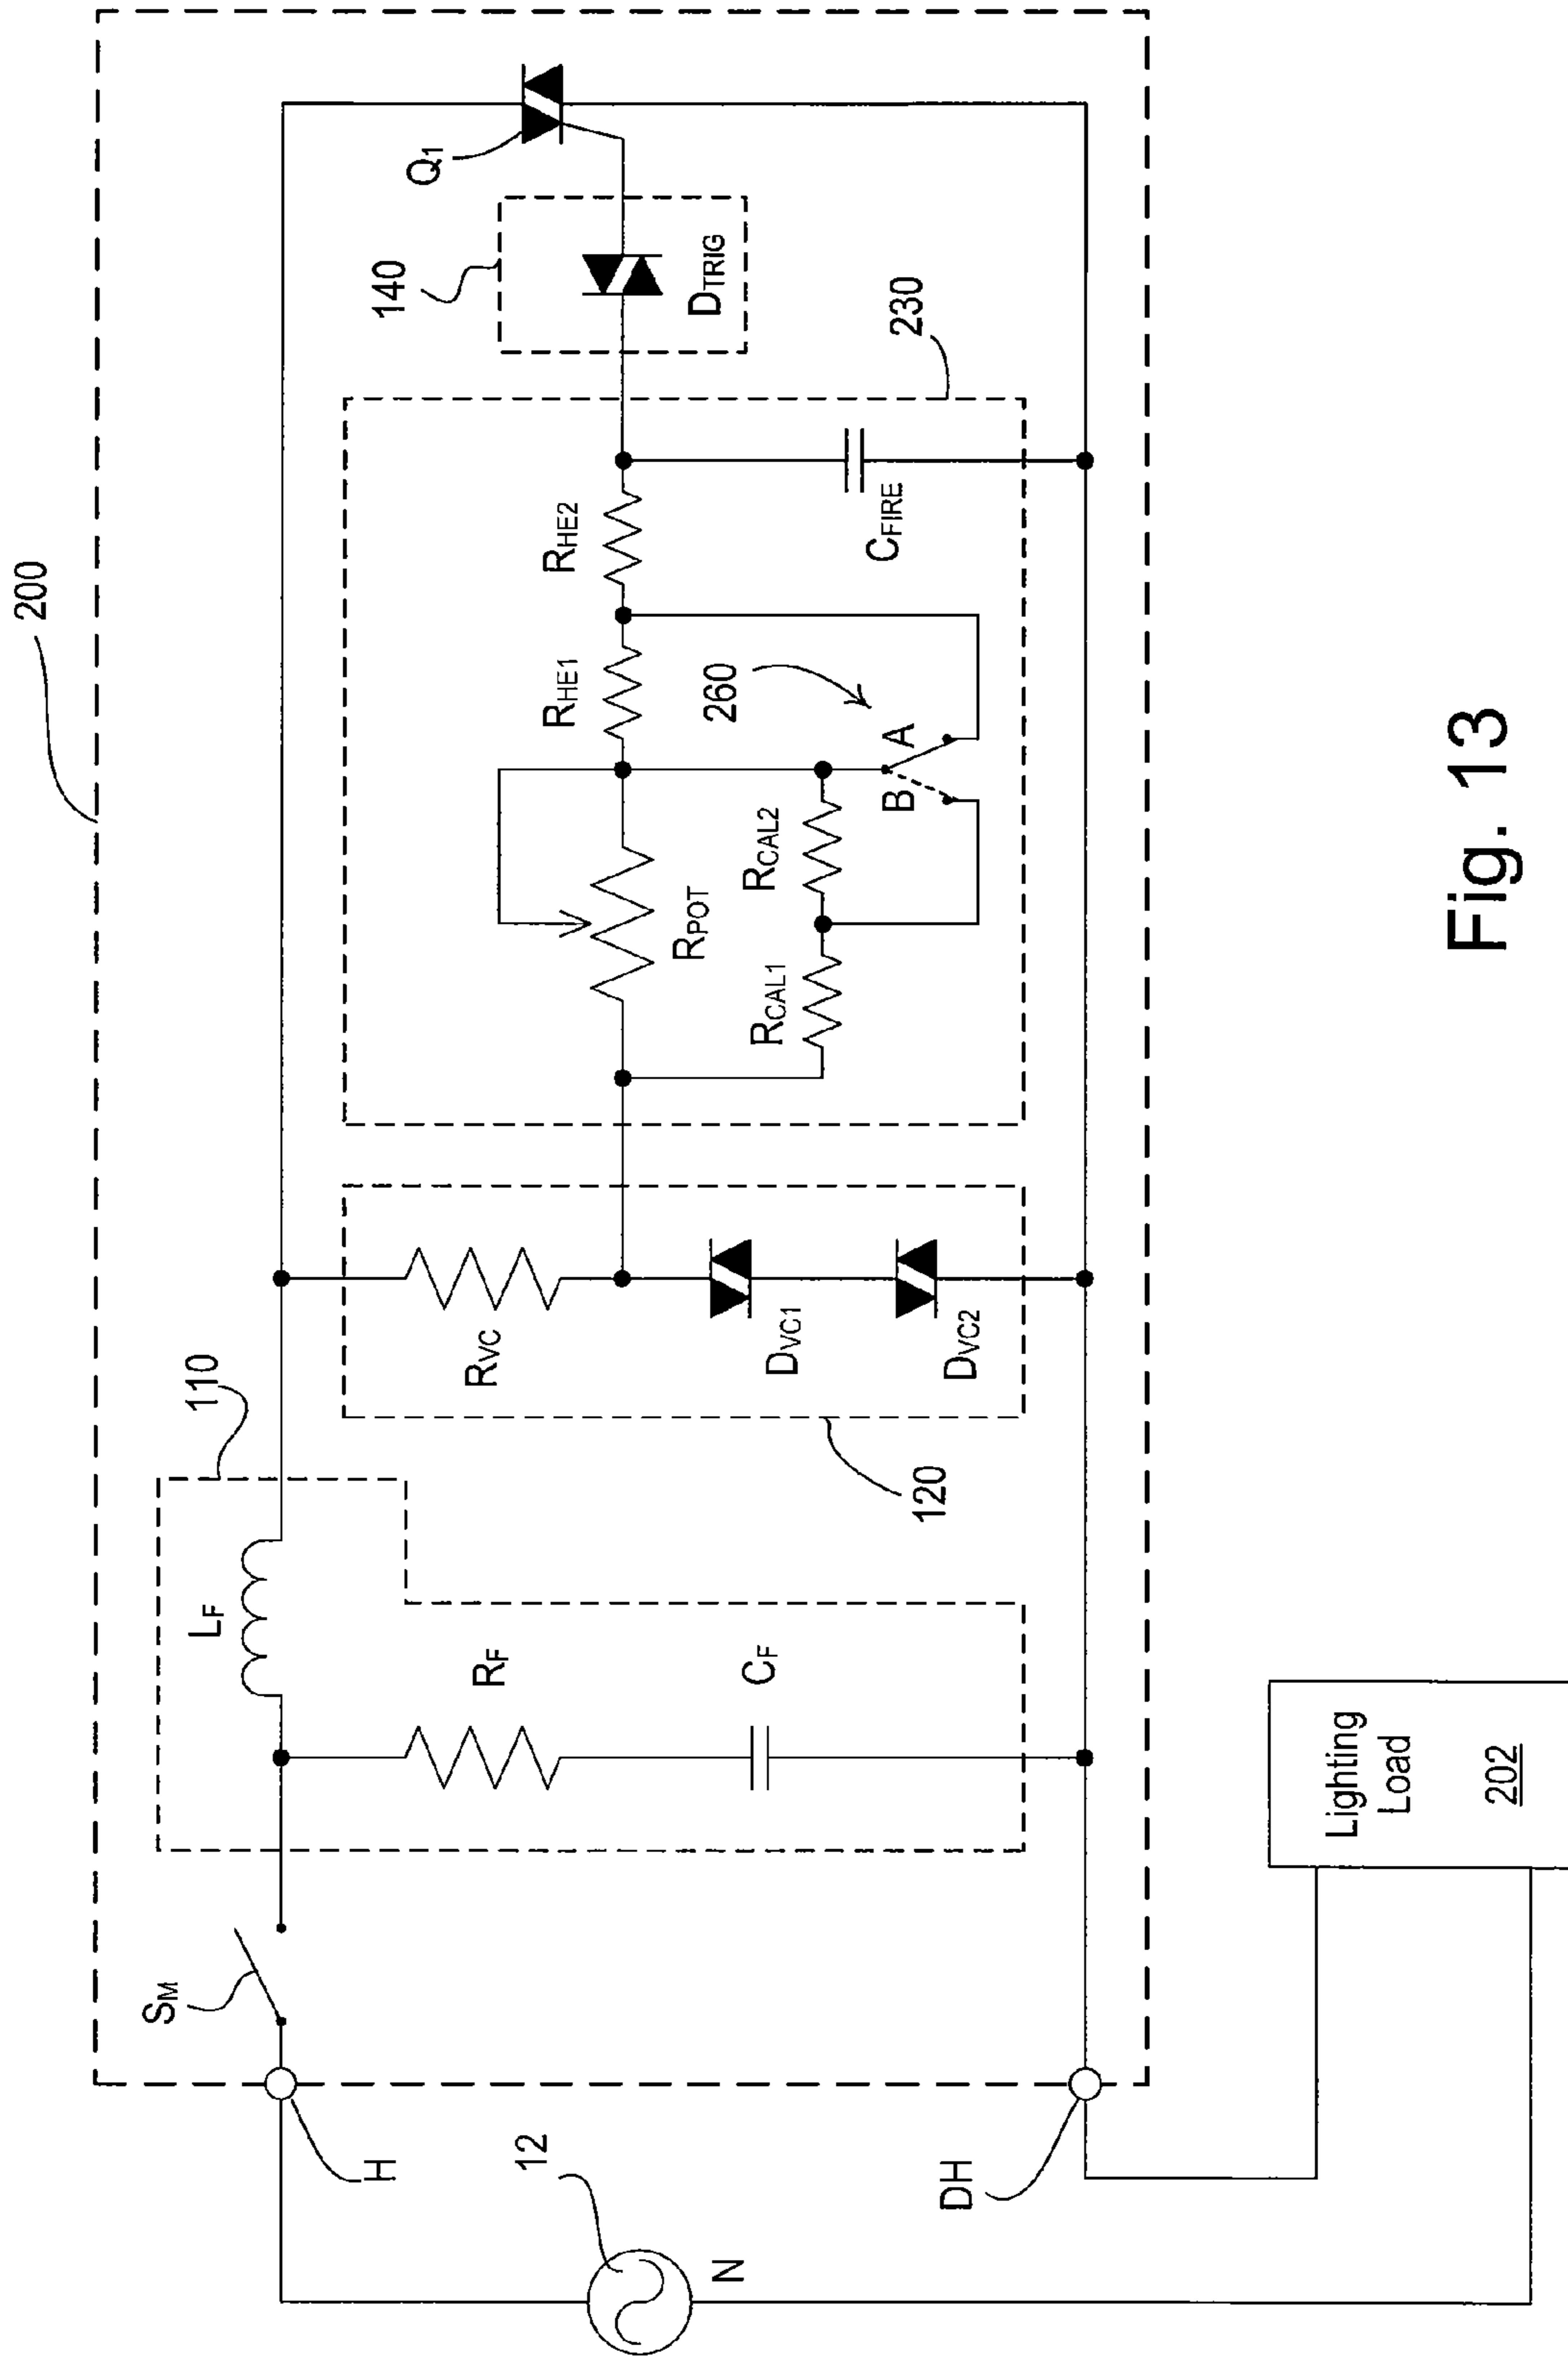 200
110
LF
SM
H
12
N
DH
RF
CF
RVC
DVC1
DVC2
120
RPOT
RCAL1
RCAL2
B
A
260
RHE1
RHE2
CFIRE
230
140
DTRIG
Q1
Lighting
Load
202
Fig. 13